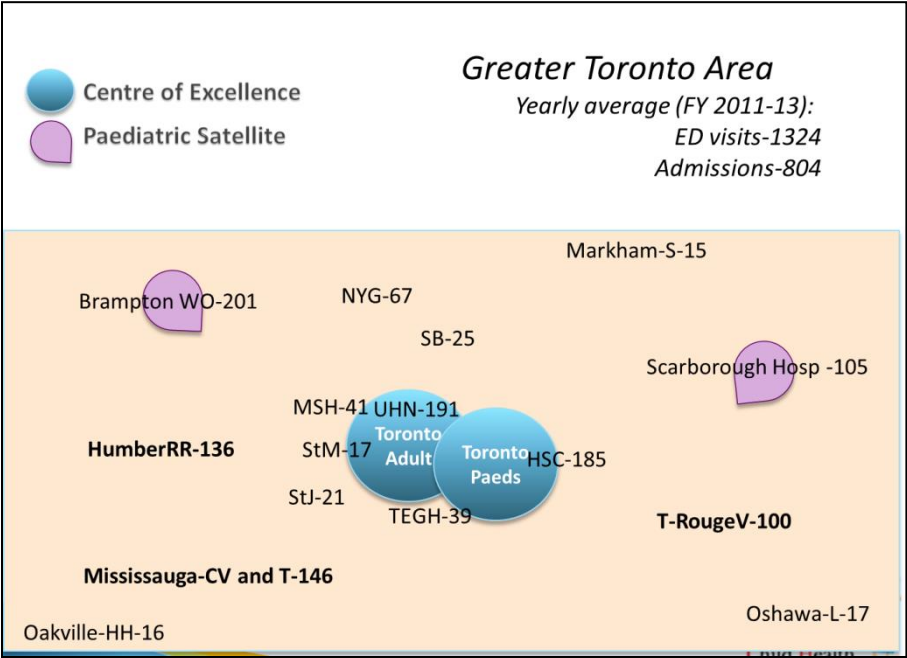 Greater Toronto Area
Yearly average (FY 2011-13):
ED visits-1324
Admissions-804
Centre of Excellence
Paediatric Satellite
Markham-S-15
Brampton WO-201
NYG-67
SB-25
Scarborough Hosp -105
MSH-41
UHN-191
Toronto
Adult
HumberRR-136
StM-17
Toronto
Paeds
HSC-185
StJ-21
TEGH-39
T-RougeV-100
Mississauga-CV and T-146
Oshawa-L-17
Oakville-HH-16